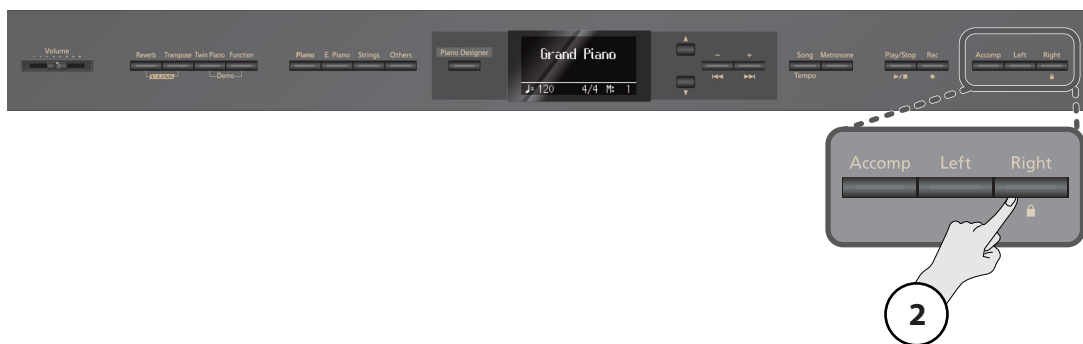 Volume
Reverb Transpose Twin Piano Function
V-LINK
Demo
Piano E. Piano Strings Others
Piano Designer
Grand Piano
♩= 120 4/4 M: 1
- +
Song Metronome
Tempo
Play/Stop Rec
Accomp Left Right
Accomp Left Right
2